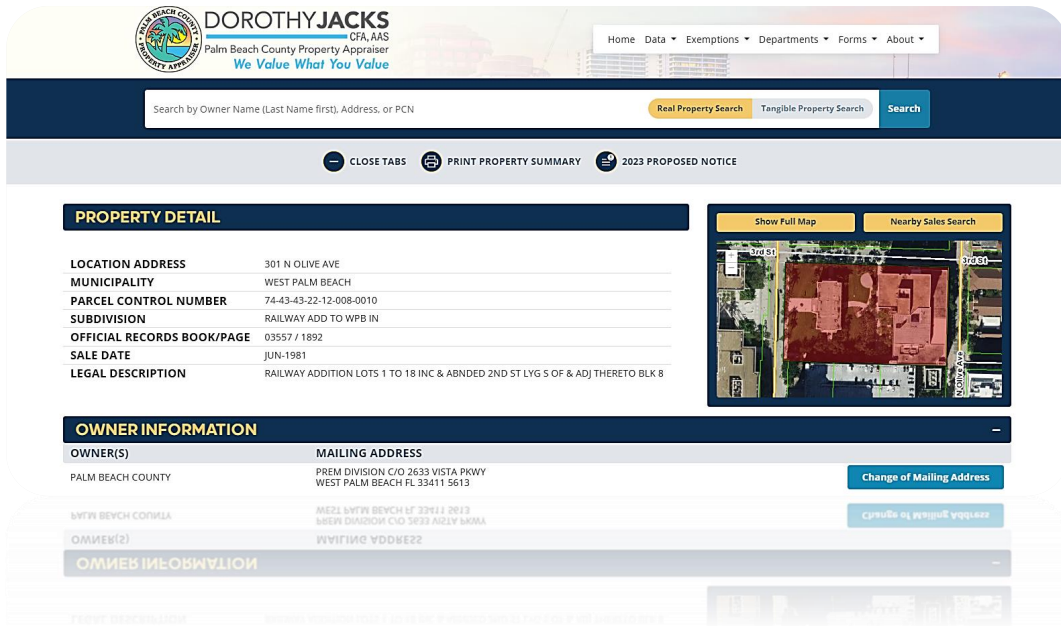 DOROTHY JACKS
CFA, AAS
Palm Beach County Property Appraiser
We Value What You Value
PALM BEACH COUNTY
PROPERTY APPRAISER
Home Data Exemptions Departments Forms About
Search by Owner Name (Last Name first), Address, or PCN
Real Property Search Tangible Property Search Search
CLOSE TABS PRINT PROPERTY SUMMARY 2023 PROPOSED NOTICE
PROPERTY DETAIL
LOCATION ADDRESS 301 N OLIVE AVE
MUNICIPALITY WEST PALM BEACH
PARCEL CONTROL NUMBER 74-43-43-22-12-008-0010
SUBDIVISION RAILWAY ADD TO WPB IN
OFFICIAL RECORDS BOOK/PAGE 03557 / 1892
SALE DATE JUN-1981
LEGAL DESCRIPTION RAILWAY ADDITION LOTS 1 TO 18 INC & ABNDED 2ND ST LYG S OF & ADJ THERETO BLK 8
Show Full Map Nearby Sales Search
3rd St
3rd St
N Olive Ave
OWNER INFORMATION
OWNER(S) MAILING ADDRESS
PALM BEACH COUNTY PREM DIVISION C/O 2633 VISTA PKWY
WEST PALM BEACH FL 33411 5613
Change of Mailing Address